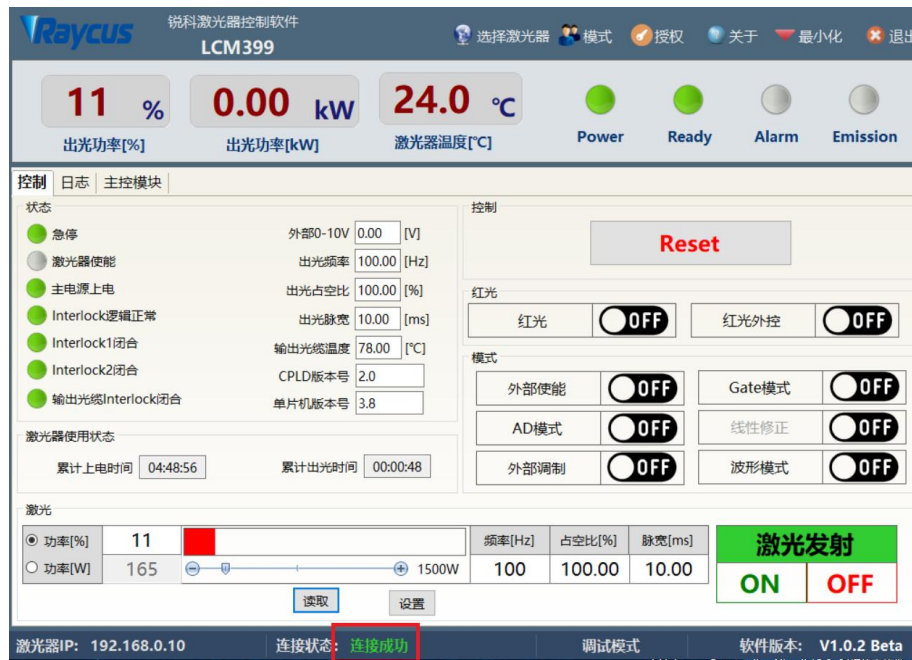 Raycus 锐科激光器控制软件
LCM399
选择激光器 模式 授权 关于 最小化 退出
11 % 0.00 kW 24.0 ℃
出光功率[%] 出光功率[kW] 激光器温度[℃] Power Ready Alarm Emission
控制 日志 主控模块
状态
急停
激光器使能
主电源上电
Interlock逻辑正常
Interlock1闭合
Interlock2闭合
输出光缆Interlock闭合
外部0-10V 0.00 [V]
出光频率 100.00 [Hz]
出光占空比 100.00 [%]
出光脉宽 10.00 [ms]
输出光缆温度 78.00 [℃]
CPLD版本号 2.0
单片机版本号 3.8
激光器使用状态
累计上电时间 04:48:56 累计出光时间 00:00:48
控制
Reset
红光
红光 OFF 红光外控 OFF
模式
外部使能 OFF Gate模式 OFF
AD模式 OFF 线性修正 OFF
外部调制 OFF 波形模式 OFF
激光
功率[%] 11
功率[W] 165 1500W
读取 设置
频率[Hz] 占空比[%] 脉宽[ms]
100 100.00 10.00
激光发射
ON OFF
激光器IP: 192.168.0.10 连接状态: 连接成功 调试模式 软件版本: V1.0.2 Beta